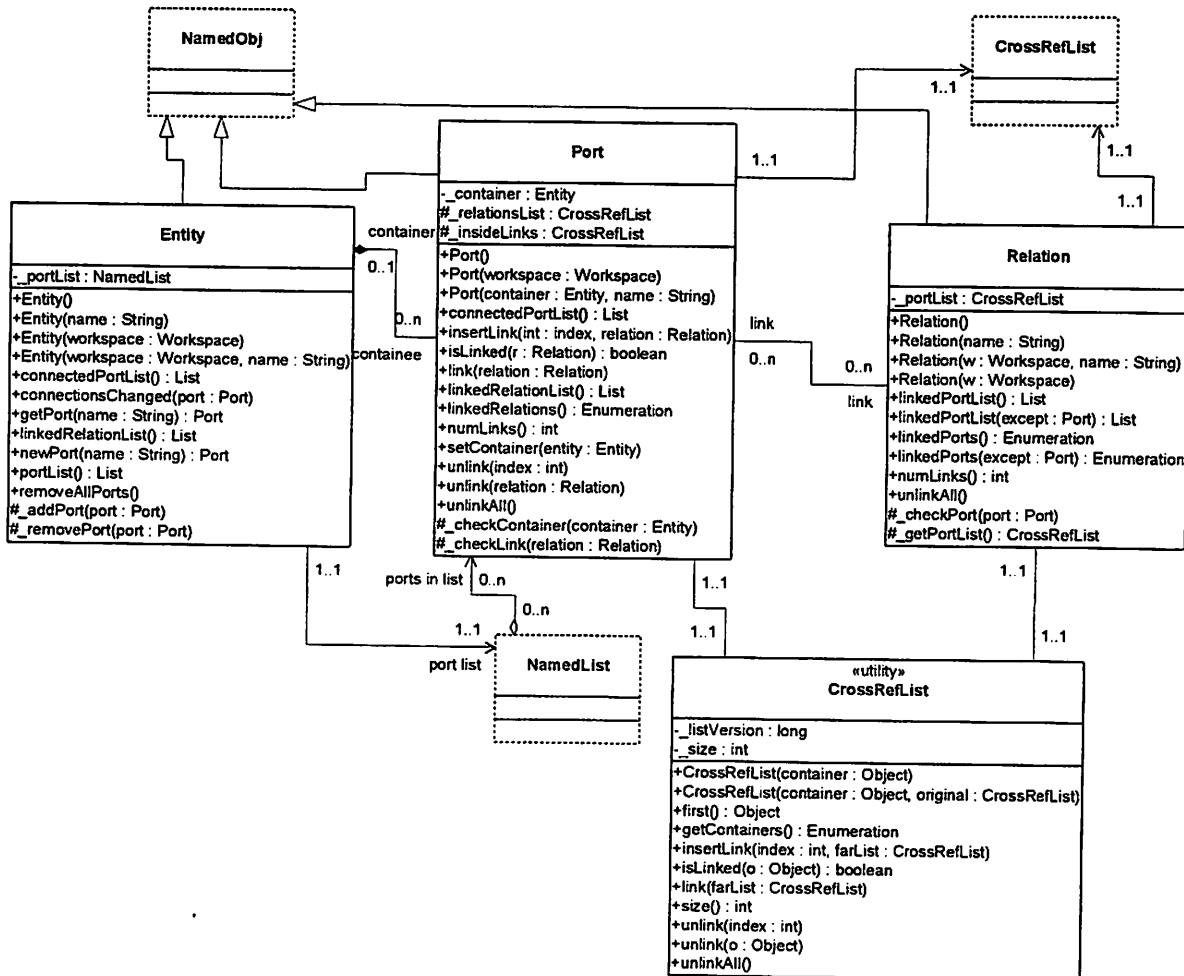 NamedObj
CrossRefList
1..1
1..1
1..1
1..1
Port
-_container : Entity
#_relationsList : CrossRefList
#_insideLinks : CrossRefList
+Port()
+Port(workspace : Workspace)
+Port(container : Entity, name : String)
+connectedPortList() : List
+insertLink(int : index, relation : Relation)
+isLinked(r : Relation) : boolean
+link(relation : Relation)
+linkedRelationList() : List
+linkedRelations() : Enumeration
+numLinks() : int
+setContainer(entity : Entity)
+unlink(index : int)
+unlink(relation : Relation)
+unlinkAll()
#_checkContainer(container : Entity)
#_checkLink(relation : Relation)
Entity
-_portList : NamedList
+Entity()
+Entity(name : String)
+Entity(workspace : Workspace)
+Entity(workspace : Workspace, name : String)
+connectedPortList() : List
+connectionsChanged(port : Port)
+getPort(name : String) : Port
+linkedRelationList() : List
+newPort(name : String) : Port
+portList() : List
+removeAllPorts()
#_addPort(port : Port)
#_removePort(port : Port)
container
0..1
0..n
containee
link
0..n
0..n
link
Relation
-_portList : CrossRefList
+Relation()
+Relation(name : String)
+Relation(w : Workspace, name : String)
+Relation(w : Workspace)
+linkedPortList() : List
+linkedPortList(except : Port) : List
+linkedPorts() : Enumeration
+linkedPorts(except : Port) : Enumeration
+numLinks() : int
+unlinkAll()
#_checkPort(port : Port)
#_getPortList() : CrossRefList
1..1
ports in list
0..n
0..n
1..1
port list
NamedList
1..1
1..1
1..1
1..1
«utility»
CrossRefList
-_listVersion : long
-_size : int
+CrossRefList(container : Object)
+CrossRefList(container : Object, original : CrossRefList)
+first() : Object
+getContainers() : Enumeration
+insertLink(index : int, farList : CrossRefList)
+isLinked(o : Object) : boolean
+link(farList : CrossRefList)
+size() : int
+unlink(index : int)
+unlink(o : Object)
+unlinkAll()